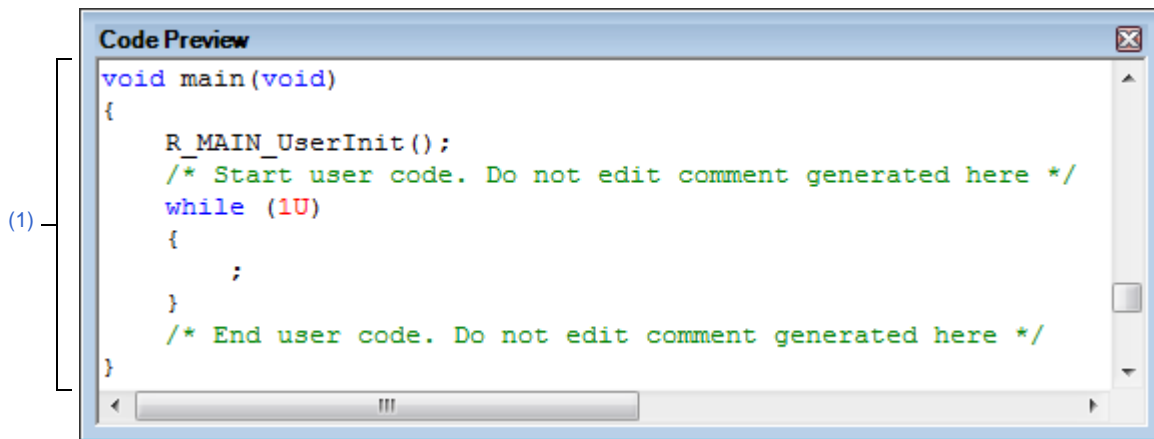 Code Preview
void main(void)
{
    R_MAIN_UserInit();
    /* Start user code. Do not edit comment generated here */
    while (1U)
(1)
    {
        ;
    }
    /* End user code. Do not edit comment generated here */
}